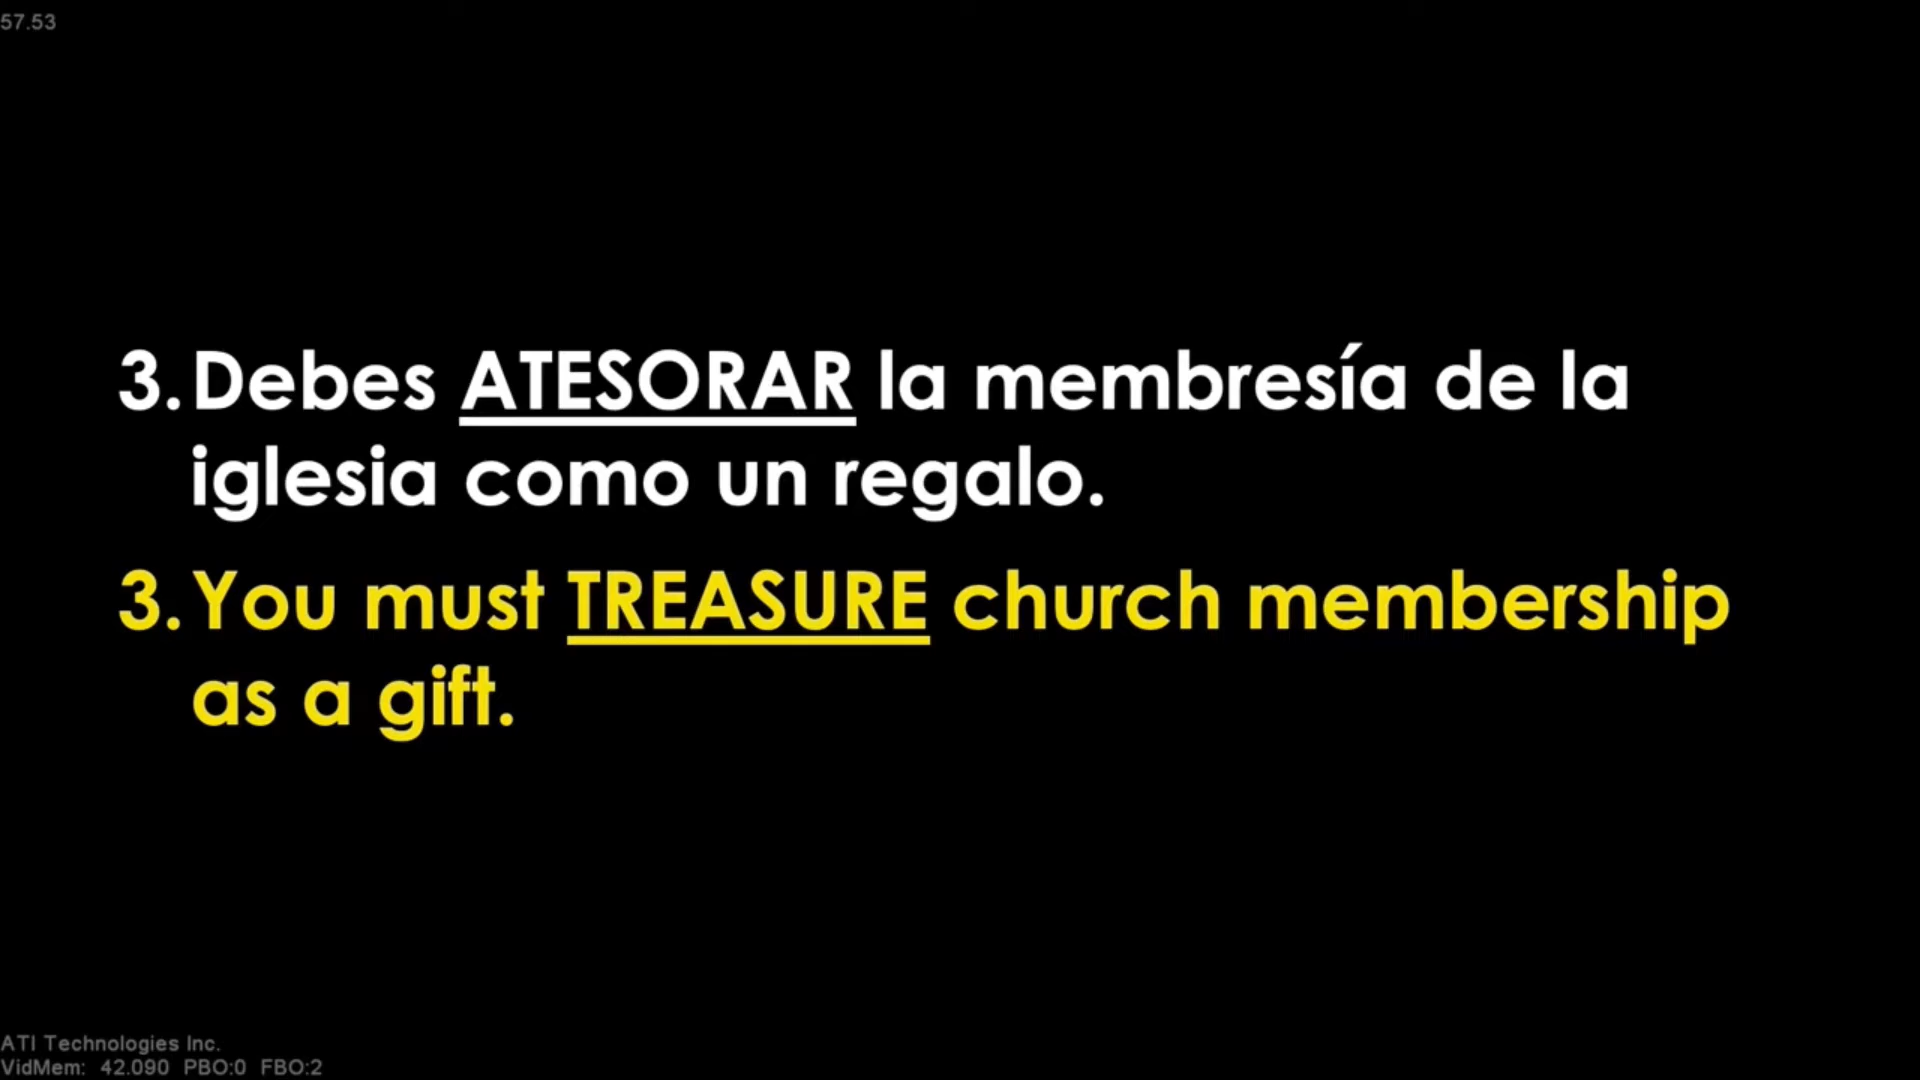 57.53
3. Debes ATESORAR la membresía de la
iglesia como un regalo.
3. You must TREASURE church membership
as a gift.
ATI Technologies Inc.
VidMem: 42.090 PBO:0 FBO:2